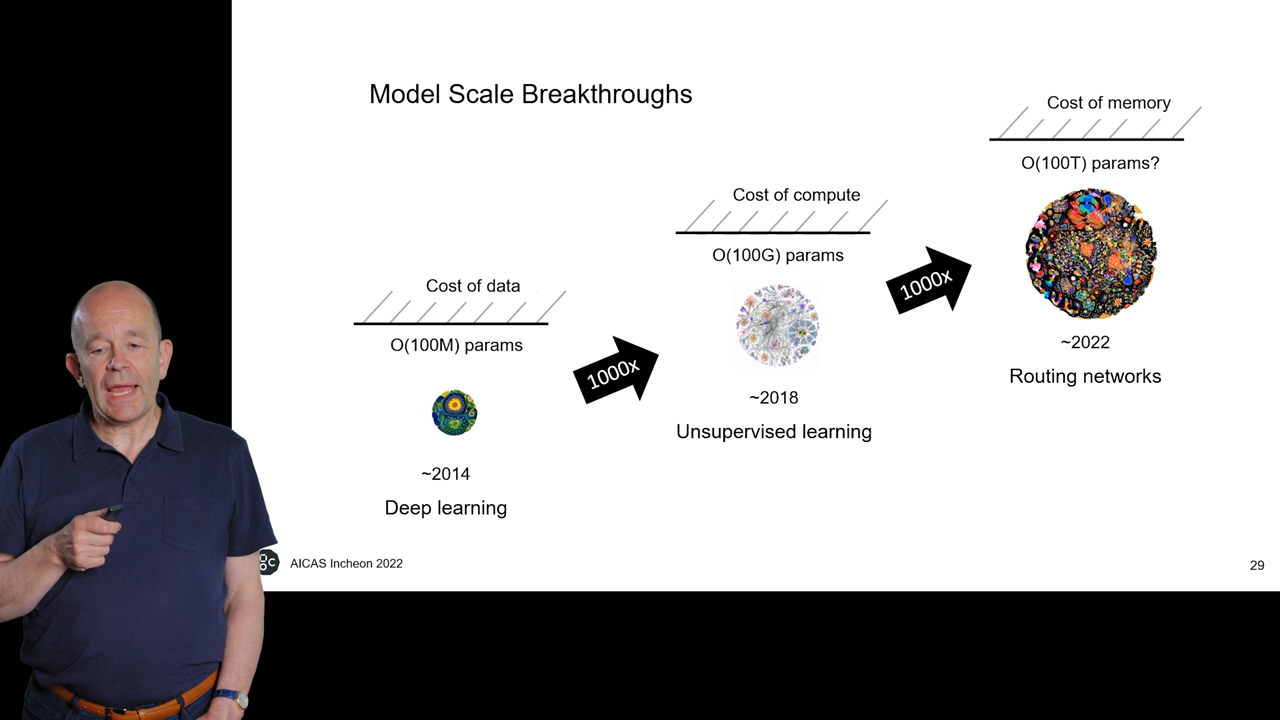 Model Scale Breakthroughs
Cost of data
O(100M) params
~2014
Deep learning
1000x
Cost of compute
O(100G) params
~2018
Unsupervised learning
1000x
Cost of memory
O(100T) params?
~2022
Routing networks
AICAS Incheon 2022
29